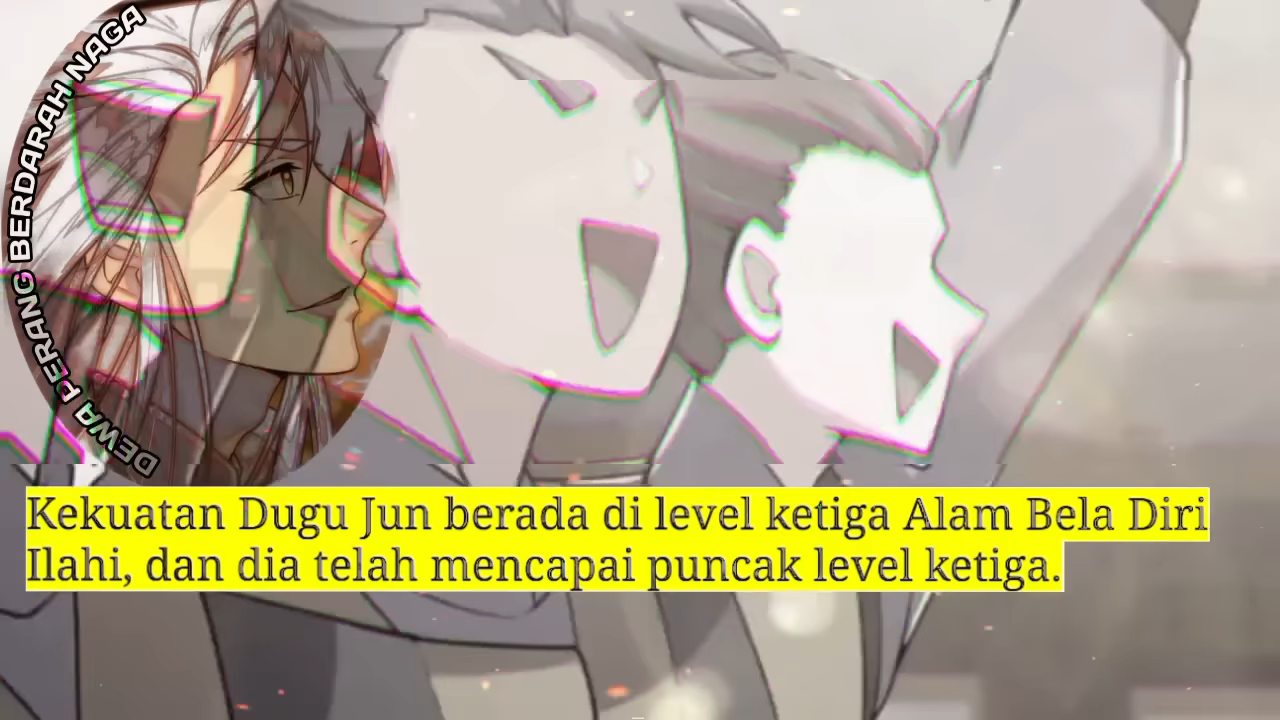 DEWA PERANG BERDARAH NAGA
Kekuatan Dugu Jun berada di level ketiga Alam Bela Diri
Ilahi, dan dia telah mencapai puncak level ketiga.